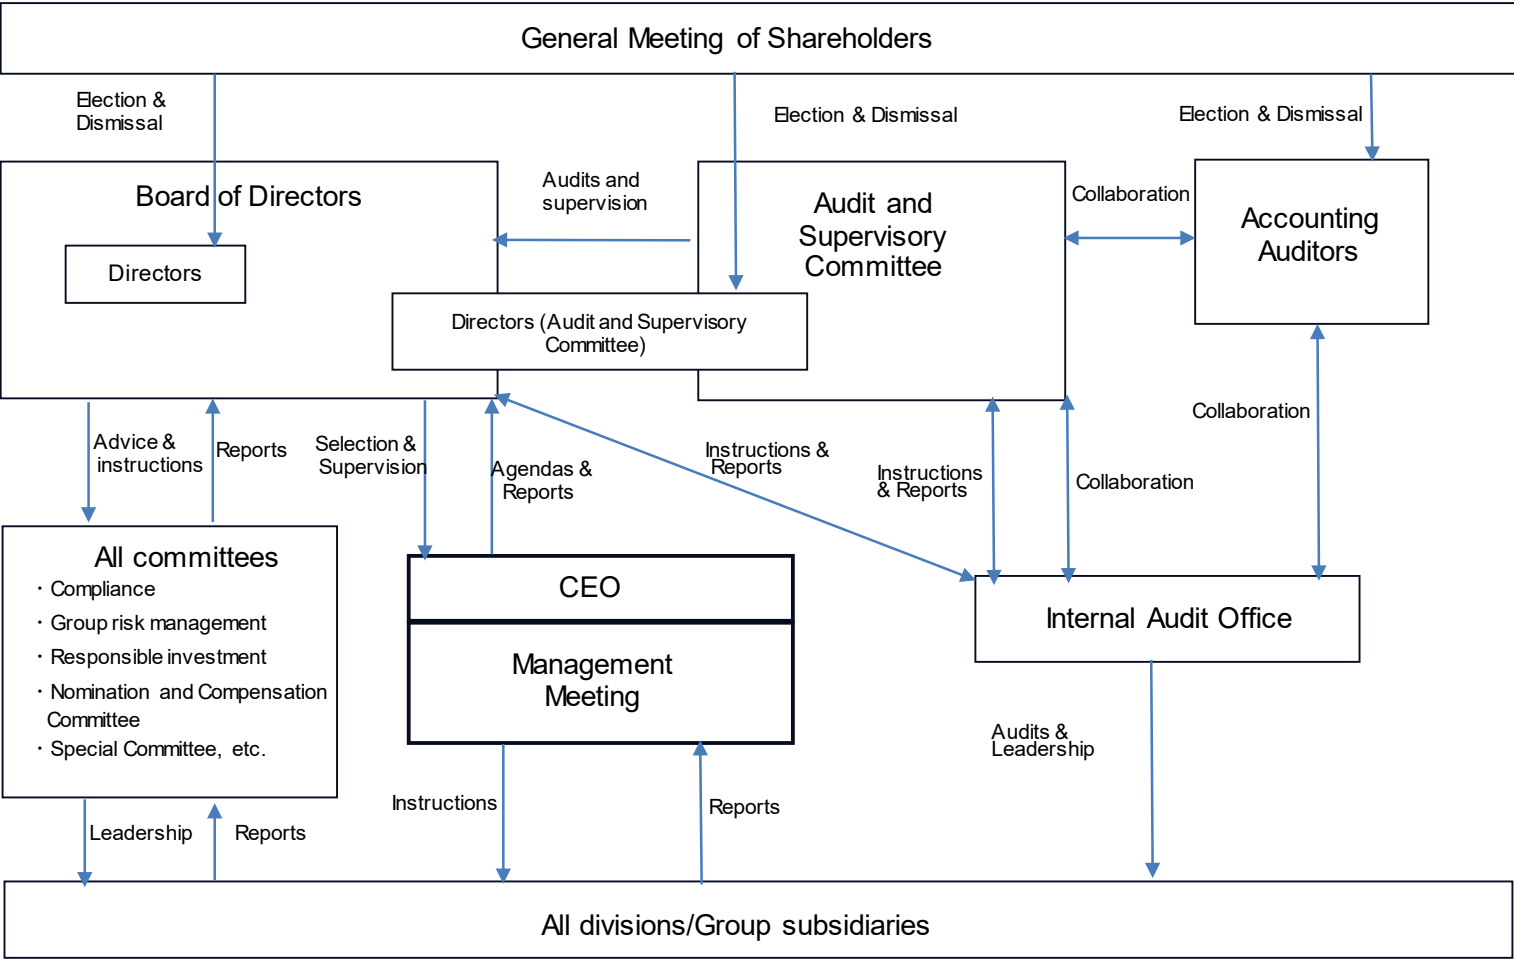 General Meeting of Shareholders
Election &
Dismissal
Election & Dismissal
Election & Dismissal
Board of Directors
Directors
Audits and
supervision
Audit and
Supervisory
Committee
Collaboration
Accounting
Auditors
Directors (Audit and Supervisory
Committee)
Advice &
instructions
Reports
Selection &
Supervision
Agendas &
Reports
Instructions &
Reports
Instructions
& Reports
Collaboration
Collaboration
All committees
・Compliance
・Group risk management
・Responsible investment
・Nomination and Compensation
Committee
・Special Committee, etc.
CEO
Management
Meeting
Internal Audit Office
Audits &
Leadership
Leadership
Reports
Instructions
Reports
All divisions/Group subsidiaries